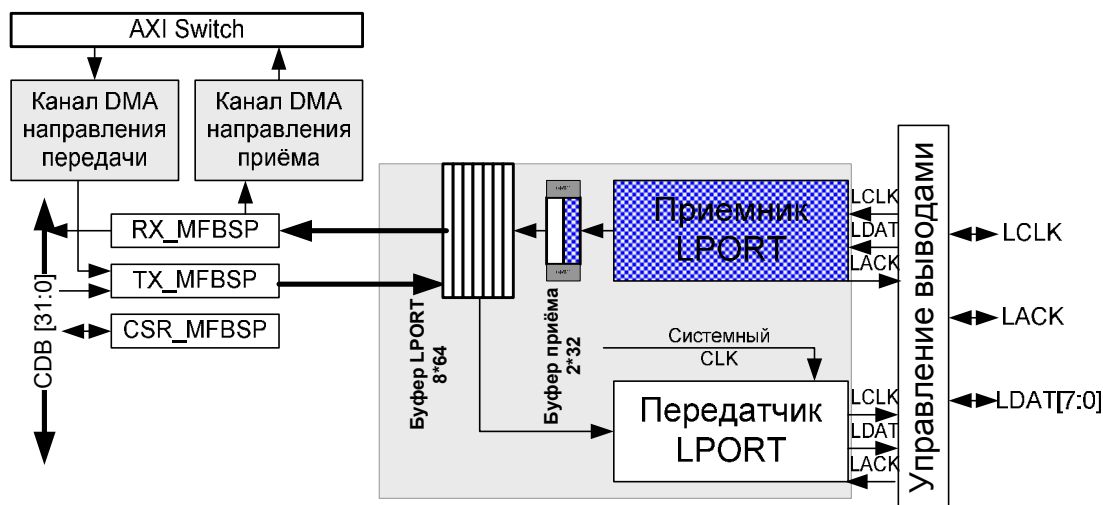 AXI Switch
Канал DMA
направления
передачи
Канал DMA
направления
приёма
RX_MFBSP
TX_MFBSP
CSR_MFBSP
CDB [31:0]
Буфер LPORT
8*64
Буфер приёма
2*32
Приемник
LPORT
LCLK
LDAT
LACK
Системный
CLK
Передатчик
LPORT
LCLK
LDAT
LACK
Управление выводами
LCLK
LACK
LDAT[7:0]